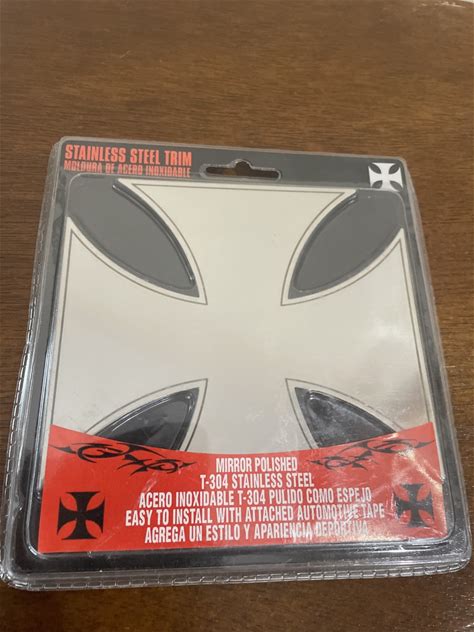 STAINLESS STEEL TRIM
MOLDURA DE ACERO INOXIDABLE
MIRROR POLISHED
T-304 STAINLESS STEEL
ACERO INOXIDABLE T-304 PULIDO COMO ESPEJO
EASY TO INSTALL WITH ATTACHED AUTOMOTIVE TAPE
AGREGA UN ESTILO Y APARIENCIA DEPORTIVA